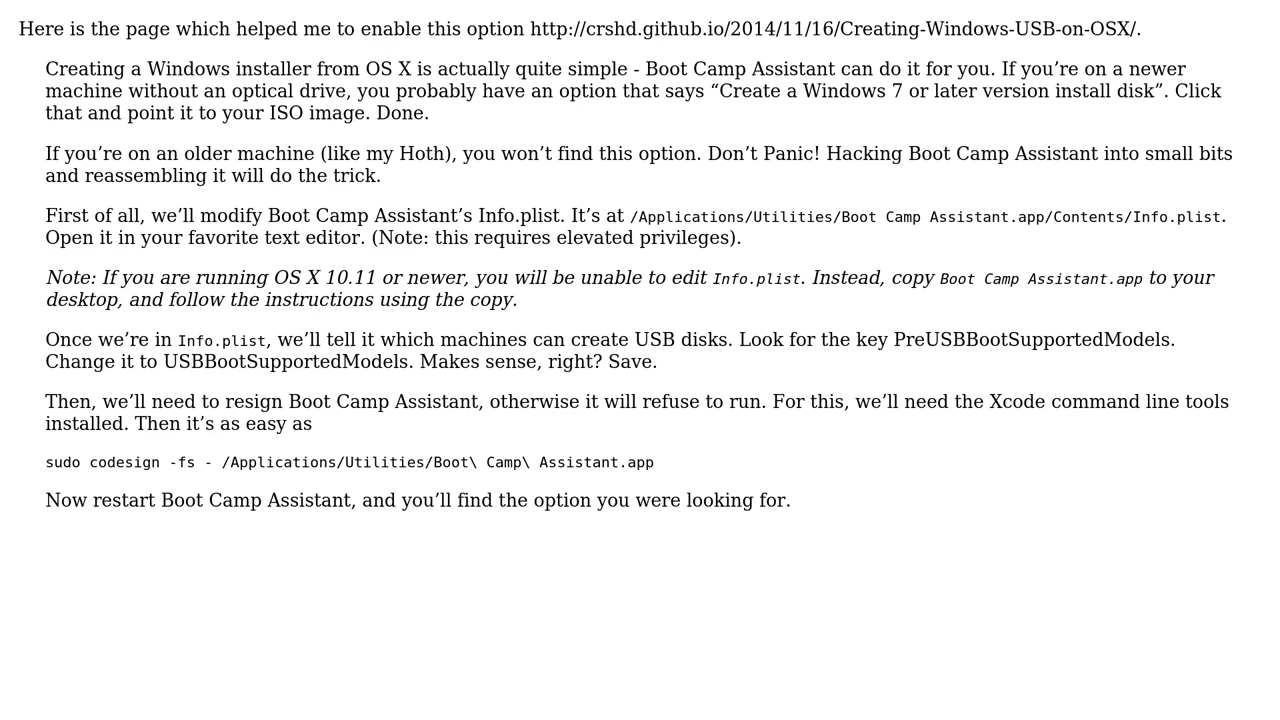 Here is the page which helped me to enable this option http://crshd.github.io/2014/11/16/Creating-Windows-USB-on-OSX/.
Creating a Windows installer from OS X is actually quite simple - Boot Camp Assistant can do it for you. If you’re on a newer
machine without an optical drive, you probably have an option that says “Create a Windows 7 or later version install disk”. Click
that and point it to your ISO image. Done.
If you’re on an older machine (like my Hoth), you won’t find this option. Don’t Panic! Hacking Boot Camp Assistant into small bits
and reassembling it will do the trick.
First of all, we’ll modify Boot Camp Assistant’s Info.plist. It’s at /Applications/Utilities/Boot Camp Assistant.app/Contents/Info.plist.
Open it in your favorite text editor. (Note: this requires elevated privileges).
Note: If you are running OS X 10.11 or newer, you will be unable to edit Info.plist. Instead, copy Boot Camp Assistant.app to your
desktop, and follow the instructions using the copy.
Once we’re in Info.plist, we’ll tell it which machines can create USB disks. Look for the key PreUSBBootSupportedModels.
Change it to USBBootSupportedModels. Makes sense, right? Save.
Then, we’ll need to resign Boot Camp Assistant, otherwise it will refuse to run. For this, we’ll need the Xcode command line tools
installed. Then it’s as easy as
sudo codesign -fs - /Applications/Utilities/Boot\ Camp\ Assistant.app
Now restart Boot Camp Assistant, and you’ll find the option you were looking for.